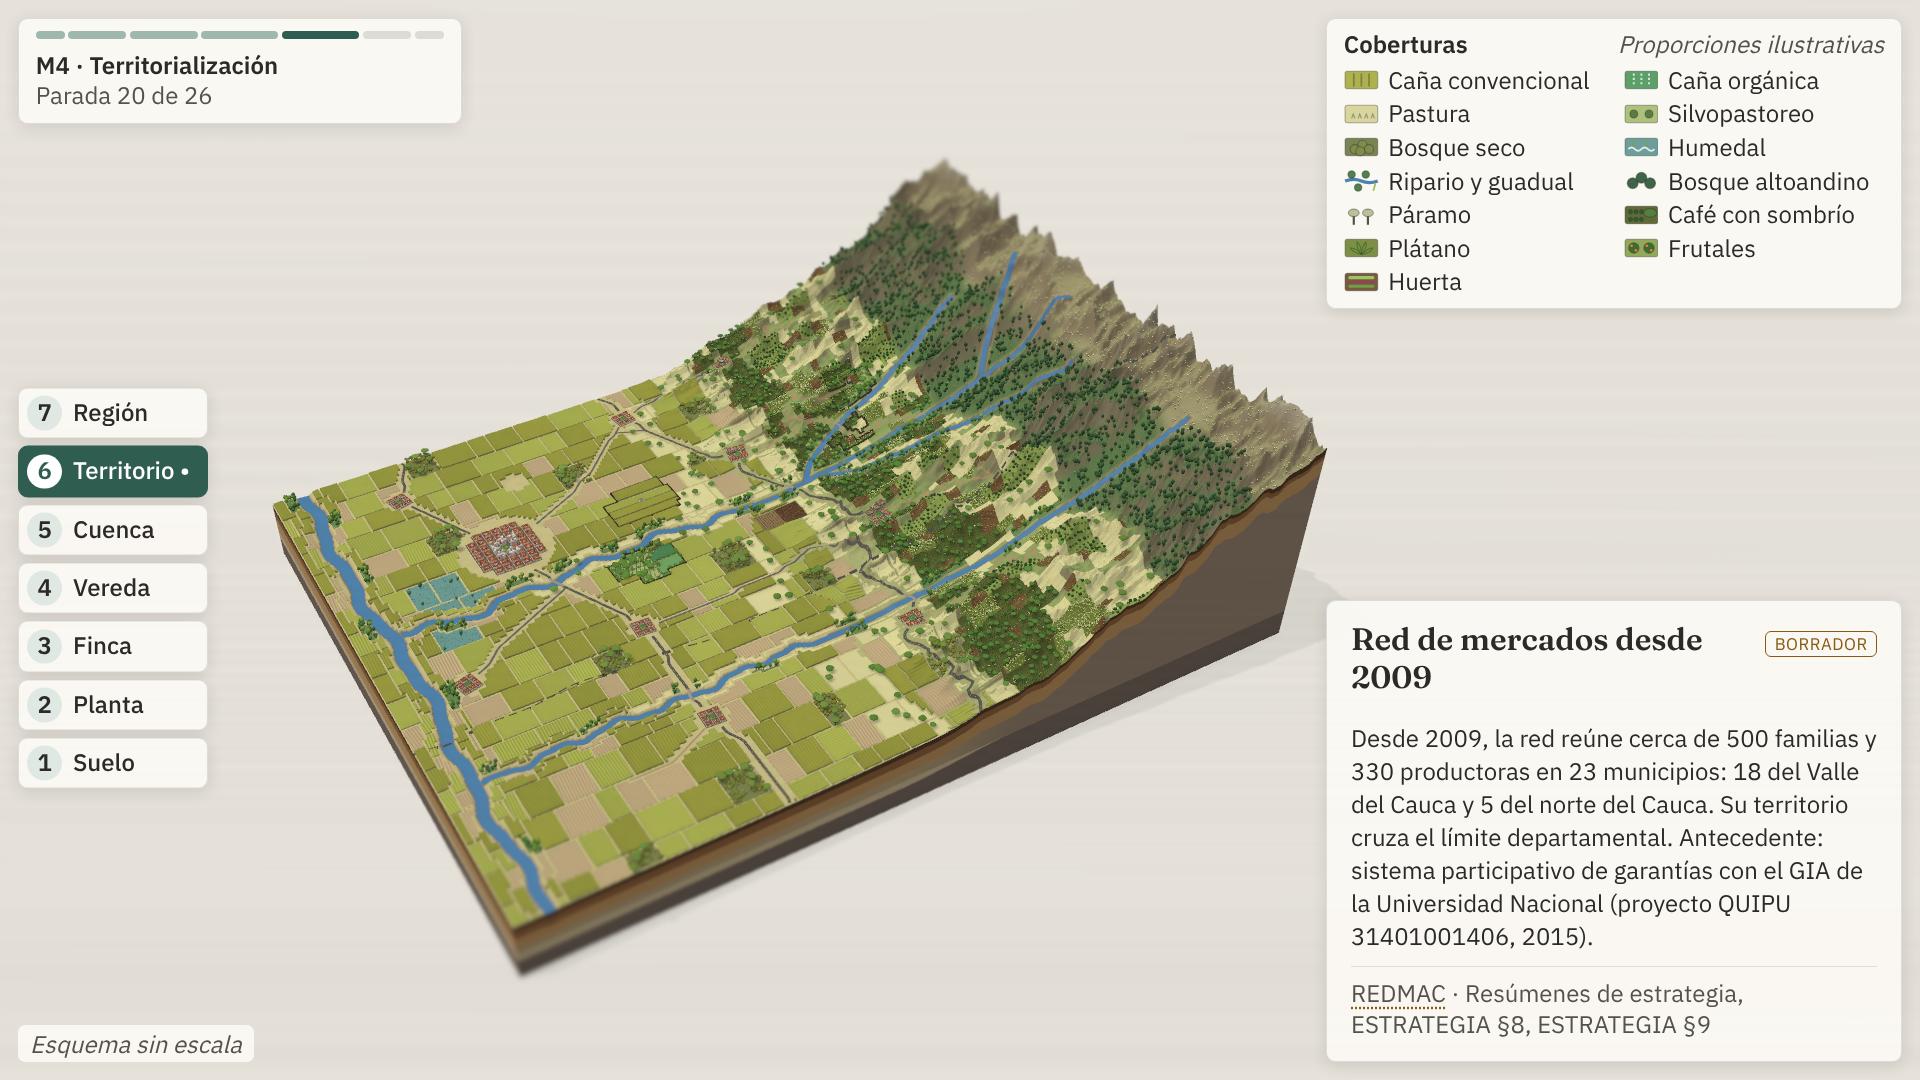 M4 · Territorialización
Parada 20 de 26
Coberturas
Proporciones ilustrativas
Caña convencional
Caña orgánica
Pastura
Silvopastoreo
Bosque seco
Humedal
Ripario y guadual
Bosque altoandino
Páramo
Café con sombrío
Plátano
Frutales
Huerta
7 Región
6 Territorio •
5 Cuenca
4 Vereda
3 Finca
2 Planta
1 Suelo
Red de mercados desde
2009
BORRADOR
Desde 2009, la red reúne cerca de 500 familias y
330 productoras en 23 municipios: 18 del Valle
del Cauca y 5 del norte del Cauca. Su territorio
cruza el límite departamental. Antecedente:
sistema participativo de garantías con el GIA de
la Universidad Nacional (proyecto QUIPU
31401001406, 2015).
REDMAC · Resúmenes de estrategia,
ESTRATEGIA §8, ESTRATEGIA §9
Esquema sin escala